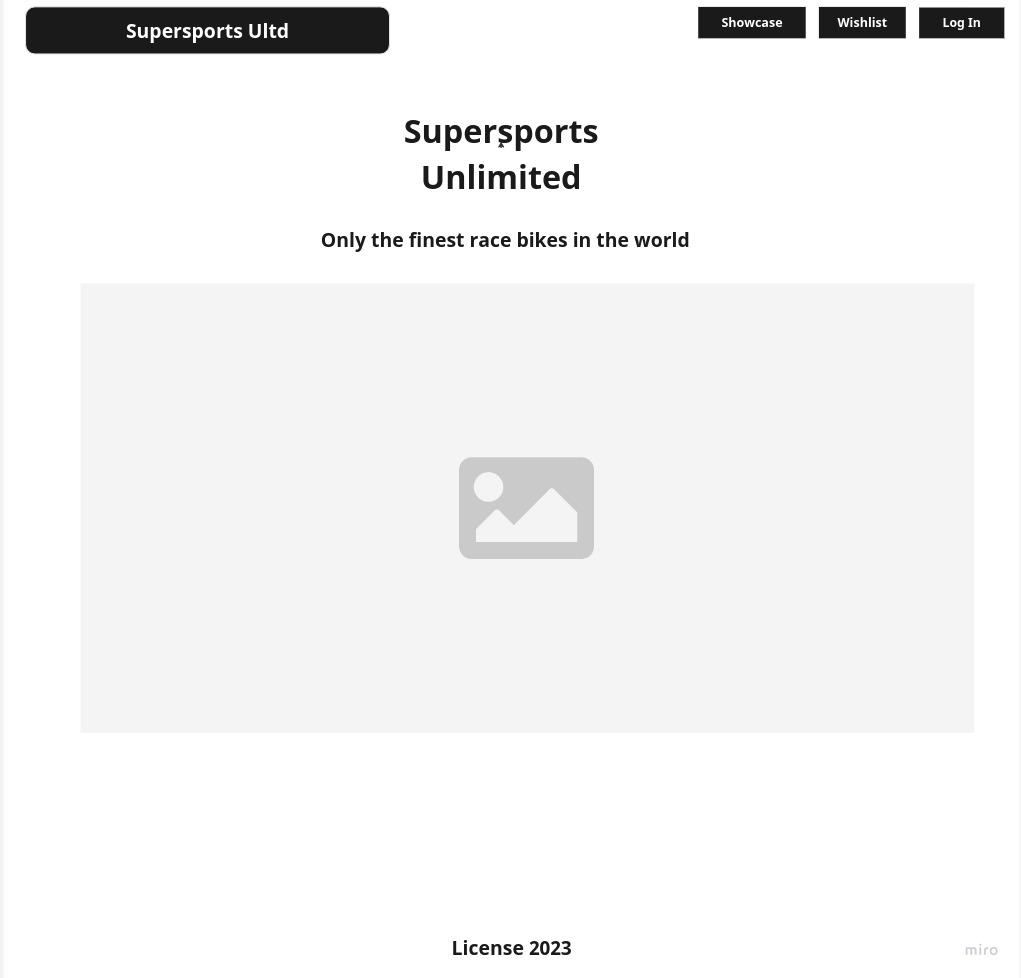 Supersports Ultd
Showcase
Wishlist
Log In
Supersports
Unlimited
Only the finest race bikes in the world
License 2023
miro